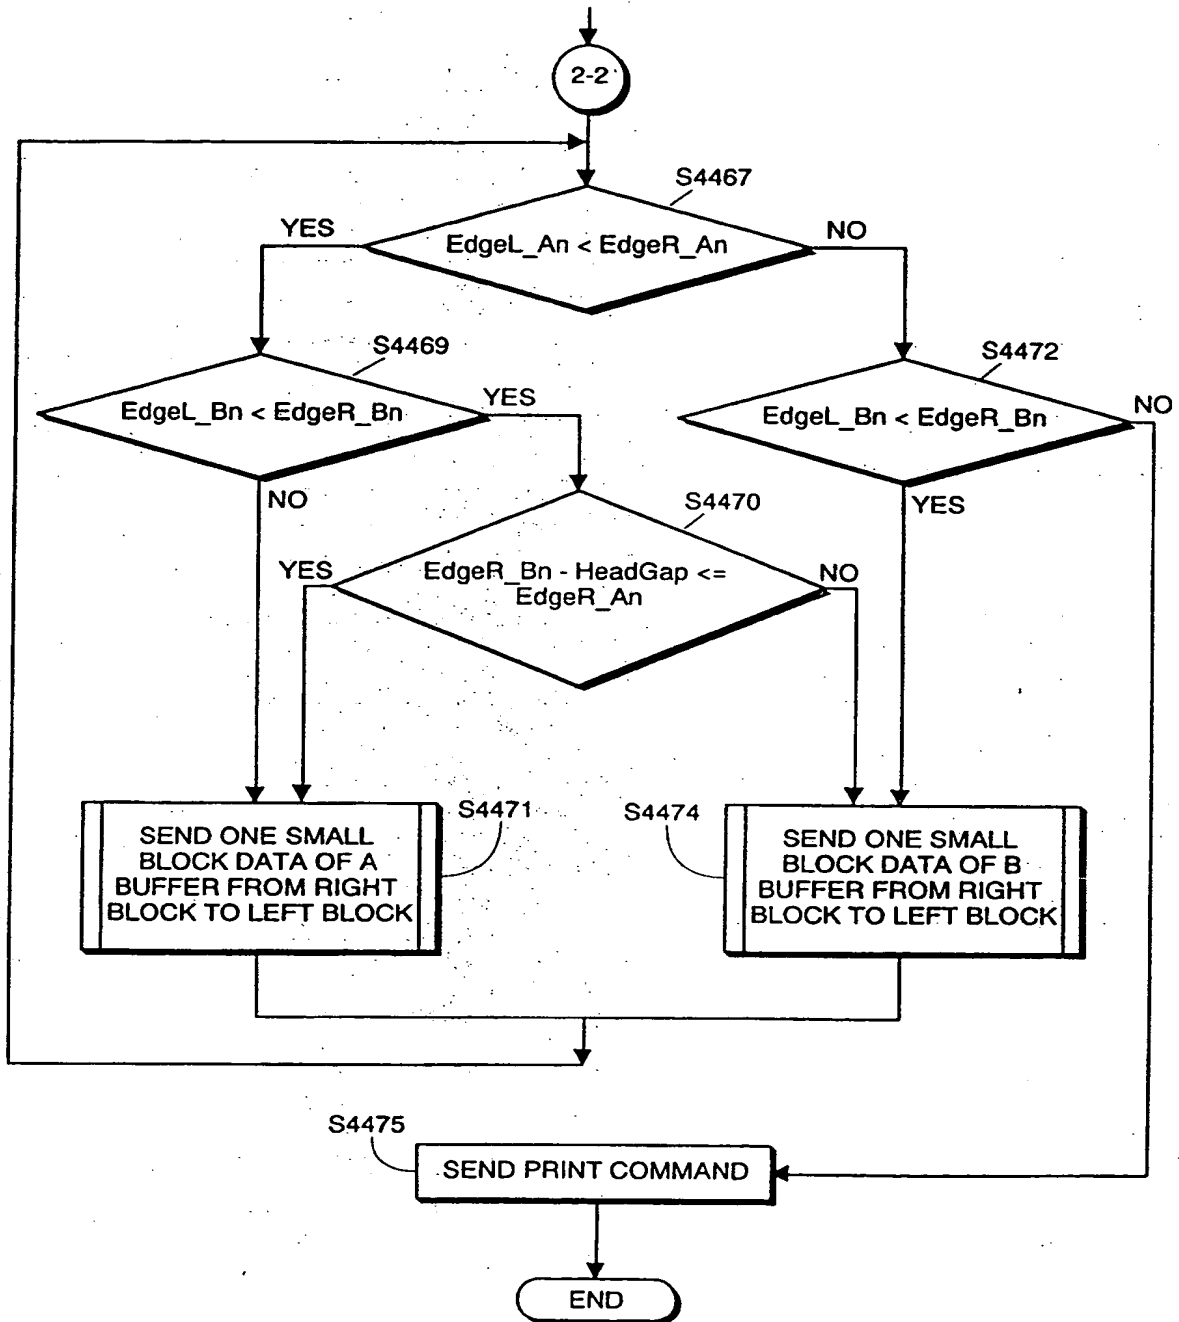 2-2
S4467
YES
EdgeL_An < EdgeR_An
NO
S4469
EdgeL_Bn < EdgeR_Bn
YES
NO
S4472
EdgeL_Bn < EdgeR_Bn
NO
YES
S4470
YES
EdgeR_Bn - HeadGap <=
EdgeR_An
NO
SEND ONE SMALL
BLOCK DATA OF A
BUFFER FROM RIGHT
BLOCK TO LEFT BLOCK
S4471
S4474
SEND ONE SMALL
BLOCK DATA OF B
BUFFER FROM RIGHT
BLOCK TO LEFT BLOCK
S4475
SEND PRINT COMMAND
END